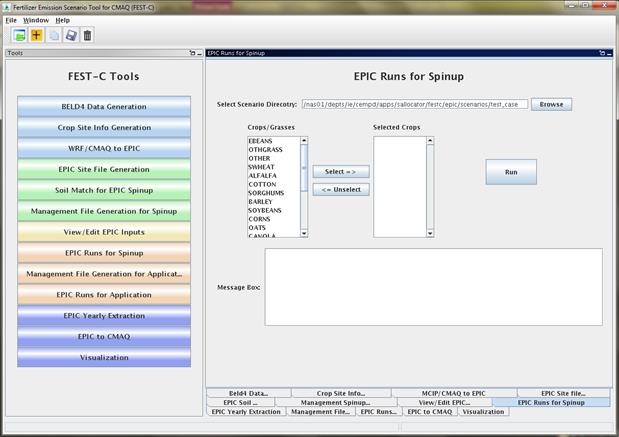 Fertilizer Emission Scenario Tool for CMAQ (FEST-C)
File Window Help
Tools
FEST-C Tools
BELD4 Data Generation
Crop Site Info Generation
WRF/CMAQ to EPIC
EPIC Site File Generation
Soil Match for EPIC Spinup
Management File Generation for Spinup
View/Edit EPIC Inputs
EPIC Runs for Spinup
Management File Generation for Applicat...
EPIC Runs for Application
EPIC Yearly Extraction
EPIC to CMAQ
Visualization
EPIC Runs for Spinup
EPIC Runs for Spinup
Select Scenario Direcotry: /nas01/depts/ie/cempd/apps/sallocator/festc/epic/scenarios/test_case Browse
Crops/Grasses Selected Crops
EBEANS
OTHGRASS
OTHER
SWHEAT
ALFALFA
COTTON
SORGHUMS
BARLEY
SOYBEANS
CORNS
OATS
CANOLA
Select =>
<= Unselect
Run
Message Box:
Beld4 Data... Crop Site Info... MCIP/CMAQ to EPIC EPIC Site file...
EPIC Soil ... Management Spinup... View/Edit EPIC... EPIC Runs for Spinup
EPIC Yearly Extraction Management File... EPIC Runs... EPIC to CMAQ Visualization